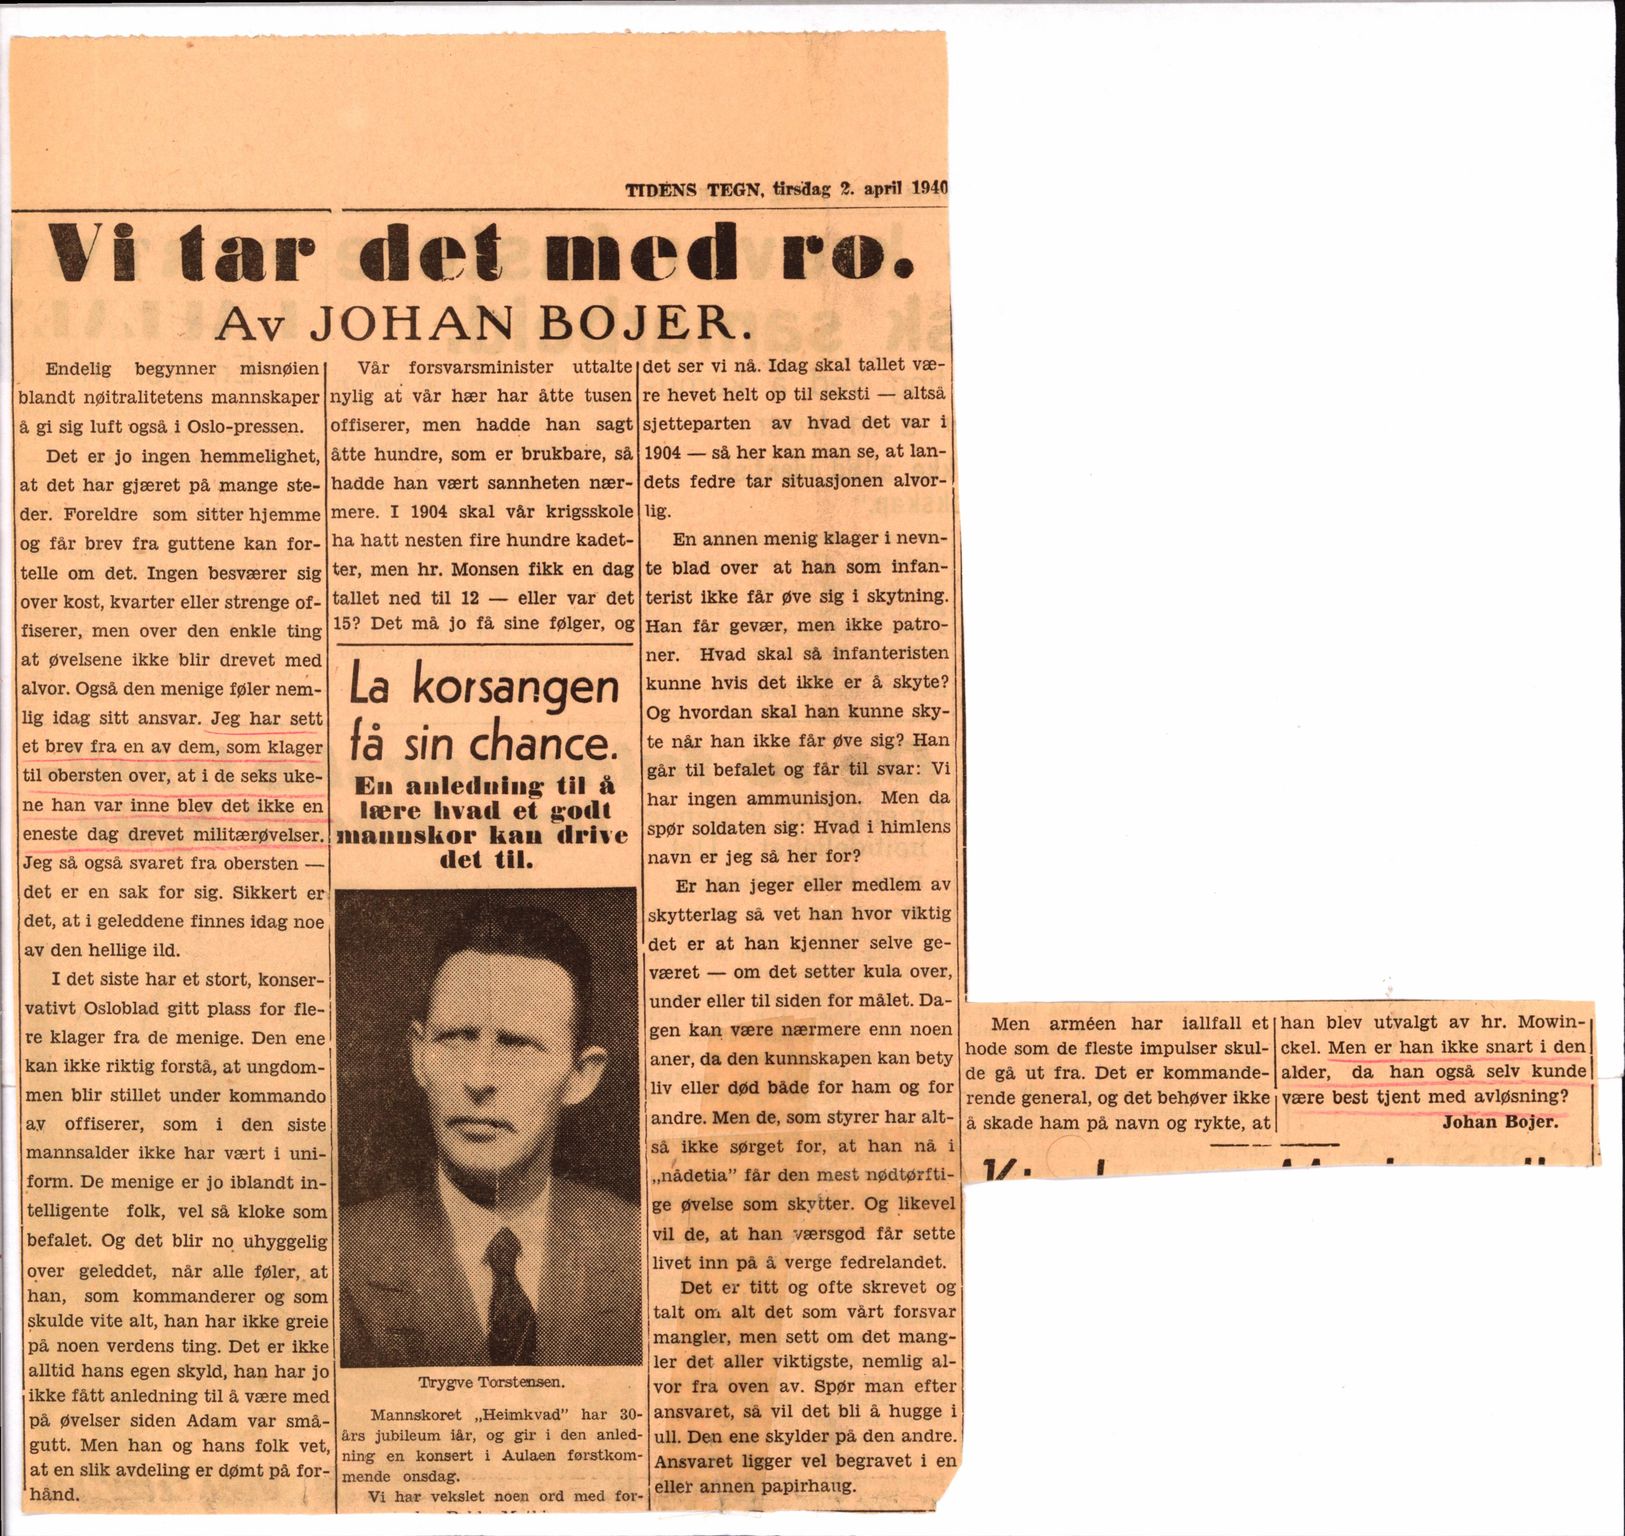 TIDENS TEGN, tirsdag 2. april 1940
Vi tar det med ro.
Av JOHAN BOJER.
Endelig begynner misnøien
blandt nøitralitetens mannskaper
å gi sig luft også i Oslo-pressen.
Det er jo ingen hemmelighet,
at det har gjæret på mange ste-
der. Foreldre som sitter hjemme
og får brev fra guttene kan for-
telle om det. Ingen besværer sig
over kost, kvarter eller strenge of-
fiserer, men over den enkle ting
at øvelsene ikke blir drevet med
alvor. Også den menige føler nem-
lig idag sitt ansvar. Jeg har sett
et brev fra en av dem, som klager
til obersten over, at i de seks uke-
ne han var inne blev det ikke en
eneste dag drevet militærøvelser.
Jeg så også svaret fra obersten —
det er en sak for sig. Sikkert er
det, at i geleddene finnes idag noe
av den hellige ild.
I det siste har et stort, konser-
vativt Osloblad gitt plass for fle-
re klager fra de menige. Den ene
kan ikke riktig forstå, at ungdom-
men blir stillet under kommando
av offiserer, som i den siste
mannsalder ikke har vært i uni-
form. De menige er jo iblandt in-
telligente folk, vel så kloke som
befalet. Og det blir no uhyggelig
over geleddet, når alle føler, at
han, som kommanderer og som
skulde vite alt, han har ikke greie
på noen verdens ting. Det er ikke
alltid hans egen skyld, han har jo
ikke fått anledning til å være med
på øvelser siden Adam var små-
gutt. Men han og hans folk vet,
at en slik avdeling er dømt på for-
hånd.
Vår forsvarsminister uttalte
nylig at vår hær har åtte tusen
offiserer, men hadde han sagt
åtte hundre, som er brukbare, så
hadde han vært sannheten nær-
mere. I 1904 skal vår krigsskole
ha hatt nesten fire hundre kadet-
ter, men hr. Monsen fikk en dag
tallet ned til 12 — eller var det
15? Det må jo få sine følger, og
det ser vi nå. Idag skal tallet væ-
re hevet helt op til seksti — altså
sjetteparten av hvad det var i
1904 — så her kan man se, at lan-
dets fedre tar situasjonen alvor-
lig.
En annen menig klager i nevn-
te blad over at han som infan-
terist ikke får øve sig i skytning.
Han får gevær, men ikke patro-
ner. Hvad skal så infanteristen
kunne hvis det ikke er å skyte?
Og hvordan skal han kunne sky-
te når han ikke får øve sig? Han
går til befalet og får til svar: Vi
har ingen ammunisjon. Men da
spør soldaten sig: Hvad i himlens
navn er jeg så her for?
Er han jeger eller medlem av
skytterlag så vet han hvor viktig
det er at han kjenner selve ge-
været — om det setter kula over,
under eller til siden for målet. Da-
gen kan være nærmere enn noen
aner, da den kunnskapen kan bety
liv eller død både for ham og for
andre. Men de, som styrer har alt-
så ikke sørget for, at han nå i
„nådetia” får den mest nødtørfti-
ge øvelse som skytter. Og likevel
vil de, at han værsgod får sette
livet inn på å verge fedrelandet.
Det er titt og ofte skrevet og
talt om alt det som vårt forsvar
mangler, men sett om det mang-
ler det aller viktigste, nemlig al-
vor fra oven av. Spør man efter
ansvaret, så vil det bli å hugge i
ull. Den ene skylder på den andre.
Ansvaret ligger vel begravet i en
eller annen papirhaug.
Men arméen har iallfall et
hode som de fleste impulser skul-
de gå ut fra. Det er kommande-
rende general, og det behøver ikke
å skade ham på navn og rykte, at
han blev utvalgt av hr. Mowin-
ckel. Men er han ikke snart i den
alder, da han også selv kunde
være best tjent med avløsning?
Johan Bojer.
La korsangen
få sin chance.
En anledning til å
lære hvad et godt
mannskor kan drive
det til.
Trygve Torstensen.
Mannskoret „Heimkvad” har 30-
års jubileum iår, og gir i den anled-
ning en konsert i Aulaen førstkom-
mende onsdag.
Vi har vekslet noen ord med for-